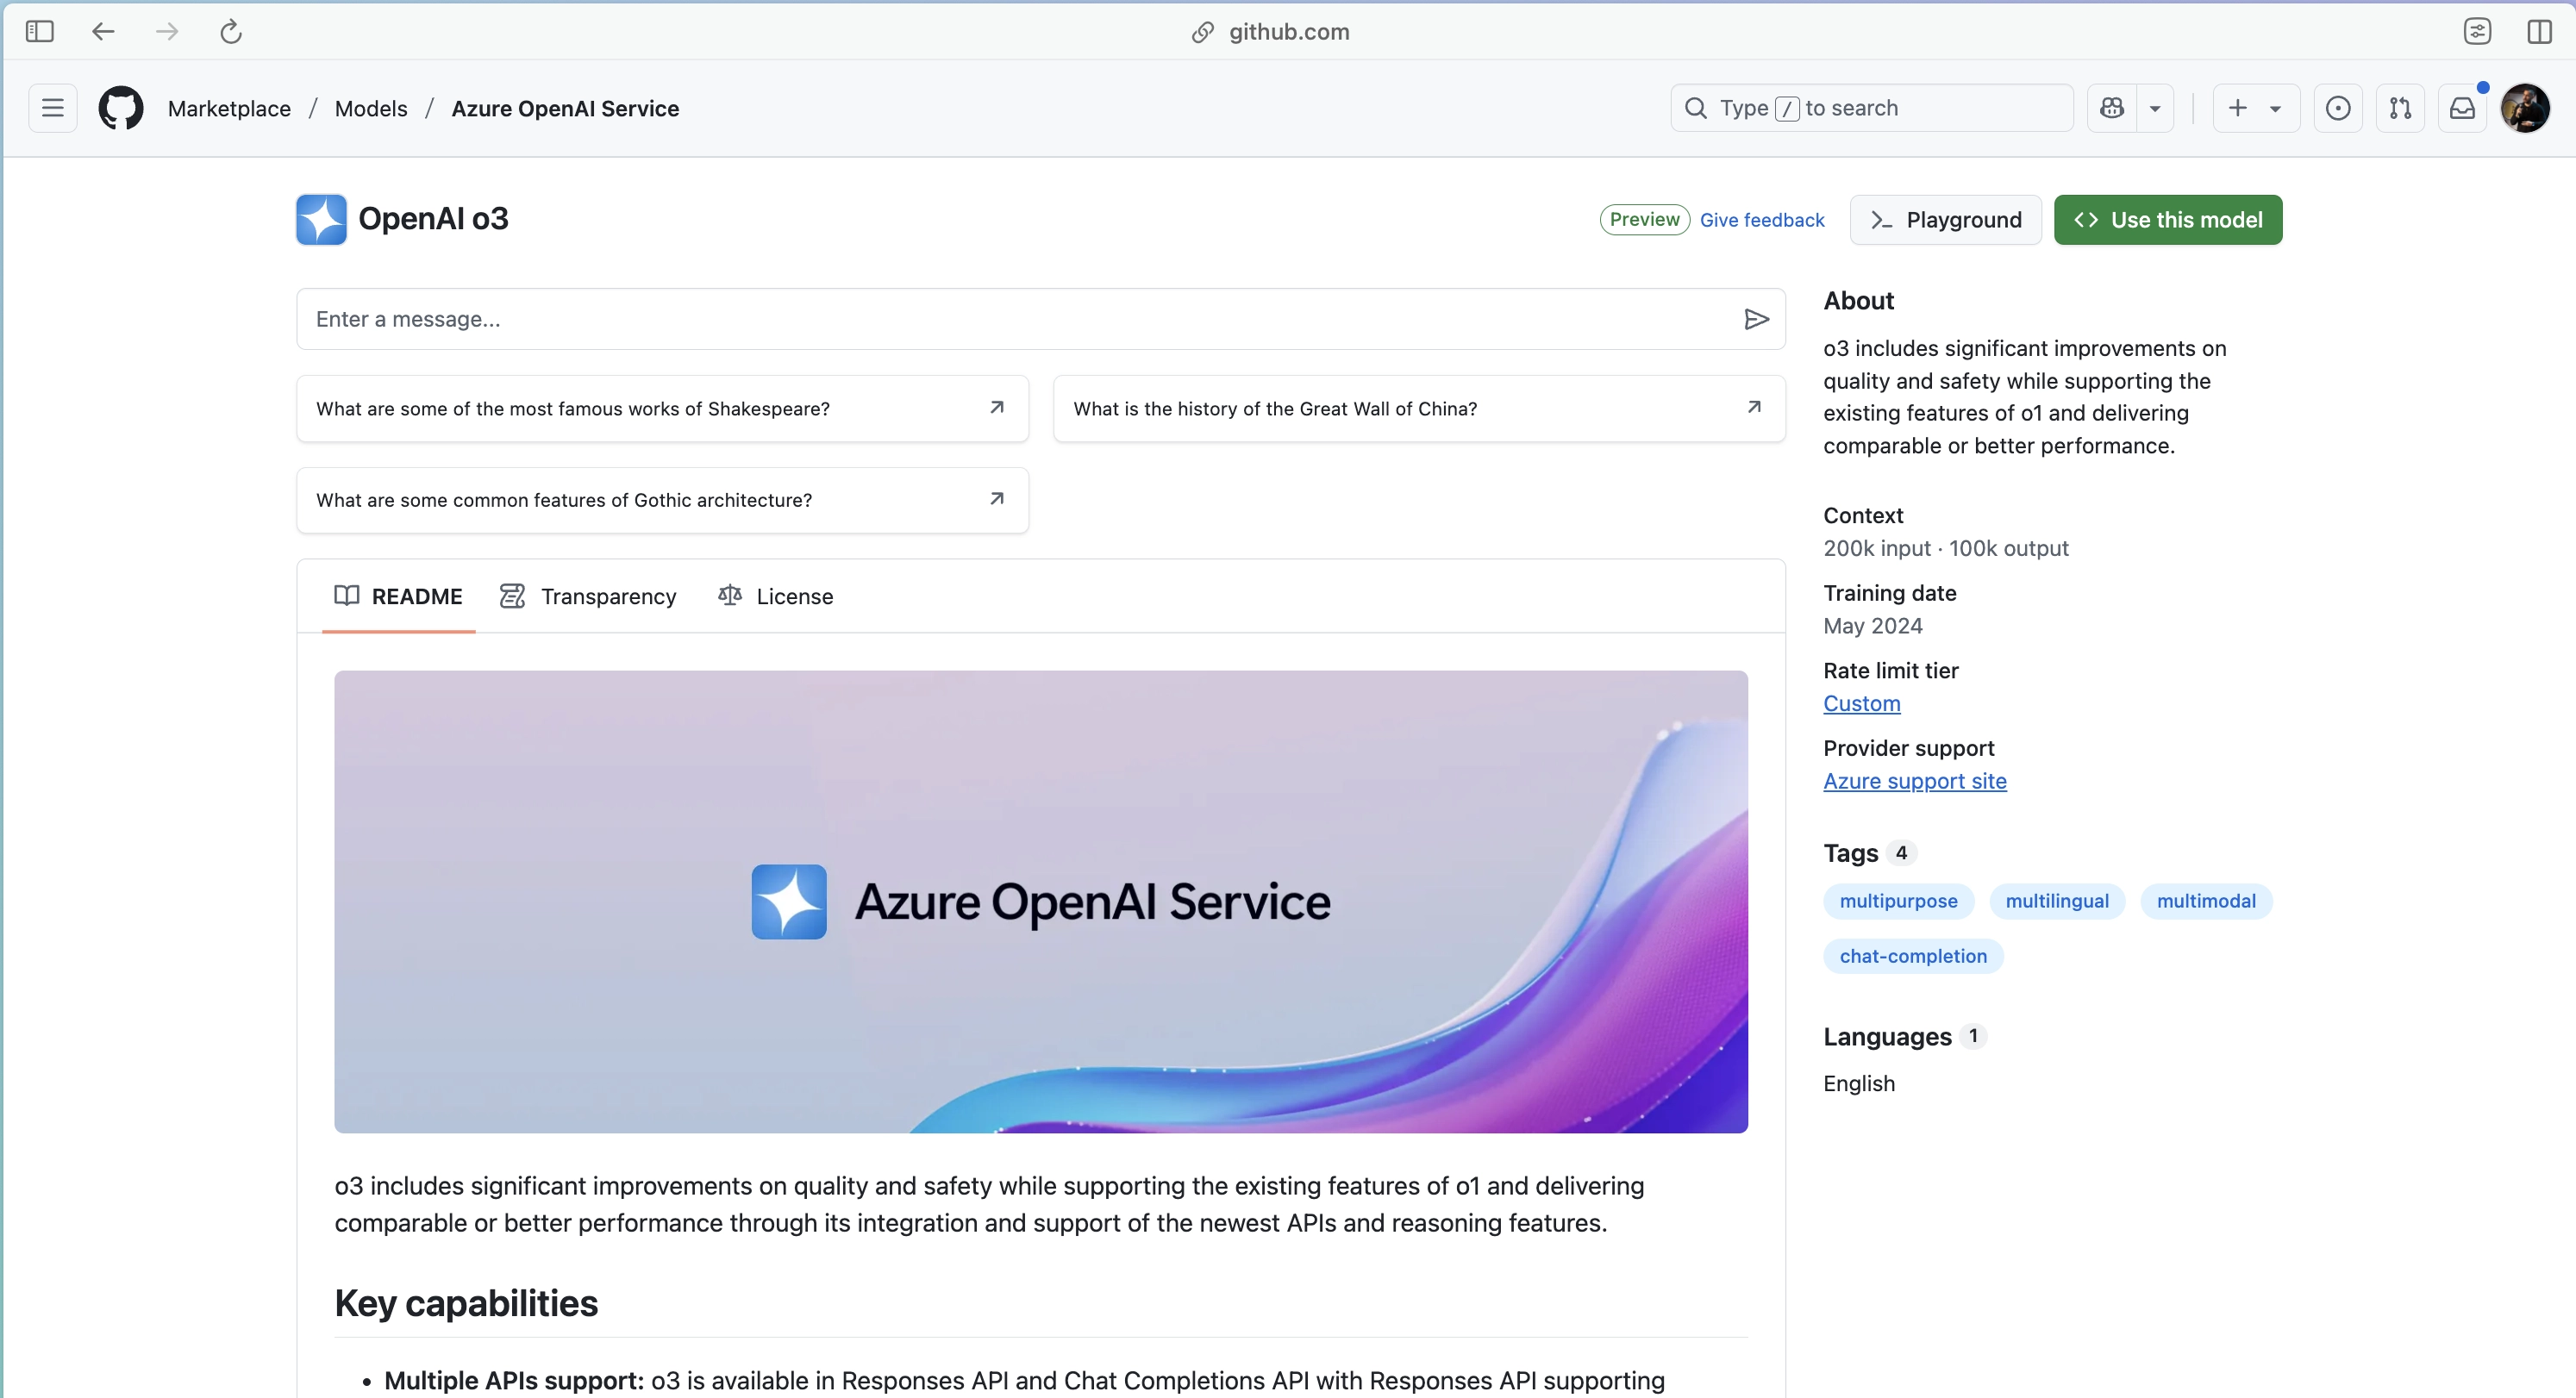 github.com
Marketplace / Models / Azure OpenAI Service
Type / to search
OpenAI o3
Preview Give feedback
Playground
Use this model
Enter a message...
What are some of the most famous works of Shakespeare?
What is the history of the Great Wall of China?
What are some common features of Gothic architecture?
README
Transparency
License
Azure OpenAI Service
o3 includes significant improvements on quality and safety while supporting the existing features of o1 and delivering
comparable or better performance through its integration and support of the newest APIs and reasoning features.
Key capabilities
• Multiple APIs support: o3 is available in Responses API and Chat Completions API with Responses API supporting
About
o3 includes significant improvements on
quality and safety while supporting the
existing features of o1 and delivering
comparable or better performance.
Context
200k input · 100k output
Training date
May 2024
Rate limit tier
Custom
Provider support
Azure support site
Tags 4
multipurpose
multilingual
multimodal
chat-completion
Languages 1
English